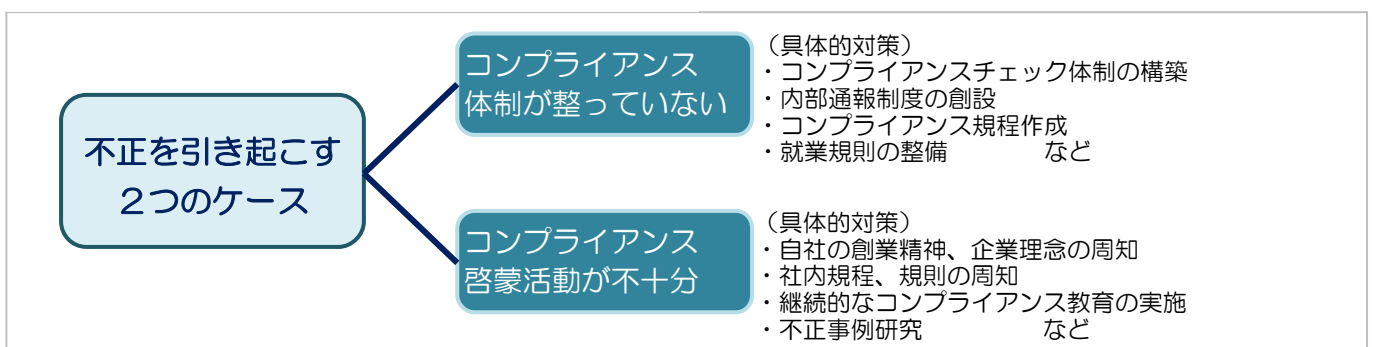 不正を引き起こす
２つのケース
コンプライアンス
体制が整っていない
（具体的対策）
・コンプライアンスチェック体制の構築
・内部通報制度の創設
・コンプライアンス規程作成
・就業規則の整備　　　　など
コンプライアンス
啓蒙活動が不十分
（具体的対策）
・自社の創業精神、企業理念の周知
・社内規程、規則の周知
・継続的なコンプライアンス教育の実施
・不正事例研究　　　　　など